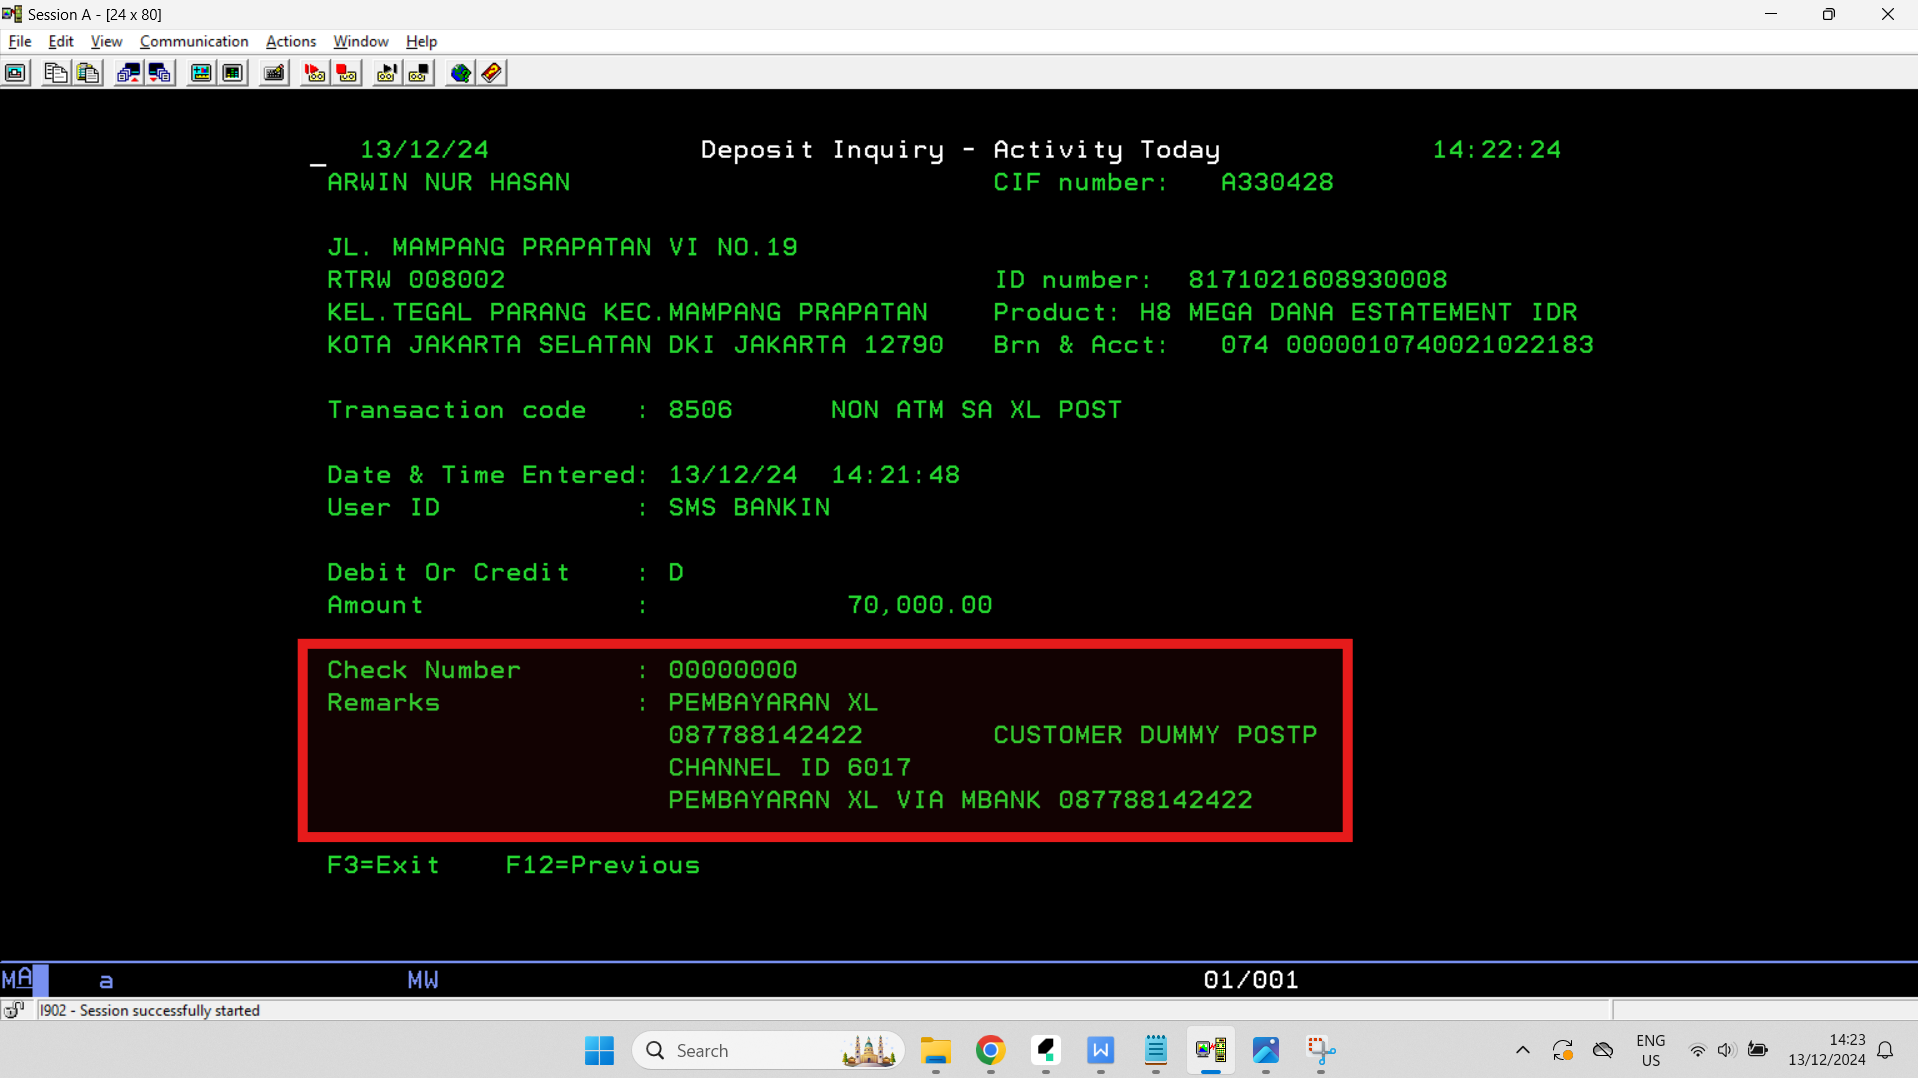 Session A - [24 x 80]
File Edit View Communication Actions Window Help
13/12/24 Deposit Inquiry - Activity Today 14:22:24
ARWIN NUR HASAN CIF number: A330428
JL. MAMPANG PRAPATAN VI NO.19
RTRW 008002 ID number: 8171021608930008
KEL.TEGAL PARANG KEC.MAMPANG PRAPATAN Product: H8 MEGA DANA ESTATEMENT IDR
KOTA JAKARTA SELATAN DKI JAKARTA 12790 Brn & Acct: 074 0000010740021022183
Transaction code : 8506 NON ATM SA XL POST
Date & Time Entered: 13/12/24 14:21:48
User ID : SMS BANKIN
Debit Or Credit : D
Amount : 70,000.00
Check Number : 00000000
Remarks : PEMBAYARAN XL
087788142422 CUSTOMER DUMMY POSTP
CHANNEL ID 6017
PEMBAYARAN XL VIA MBANK 087788142422
F3=Exit F12=Previous
MA a MW 01/001
I902 - Session successfully started
Search
ENG
US
14:23
13/12/2024